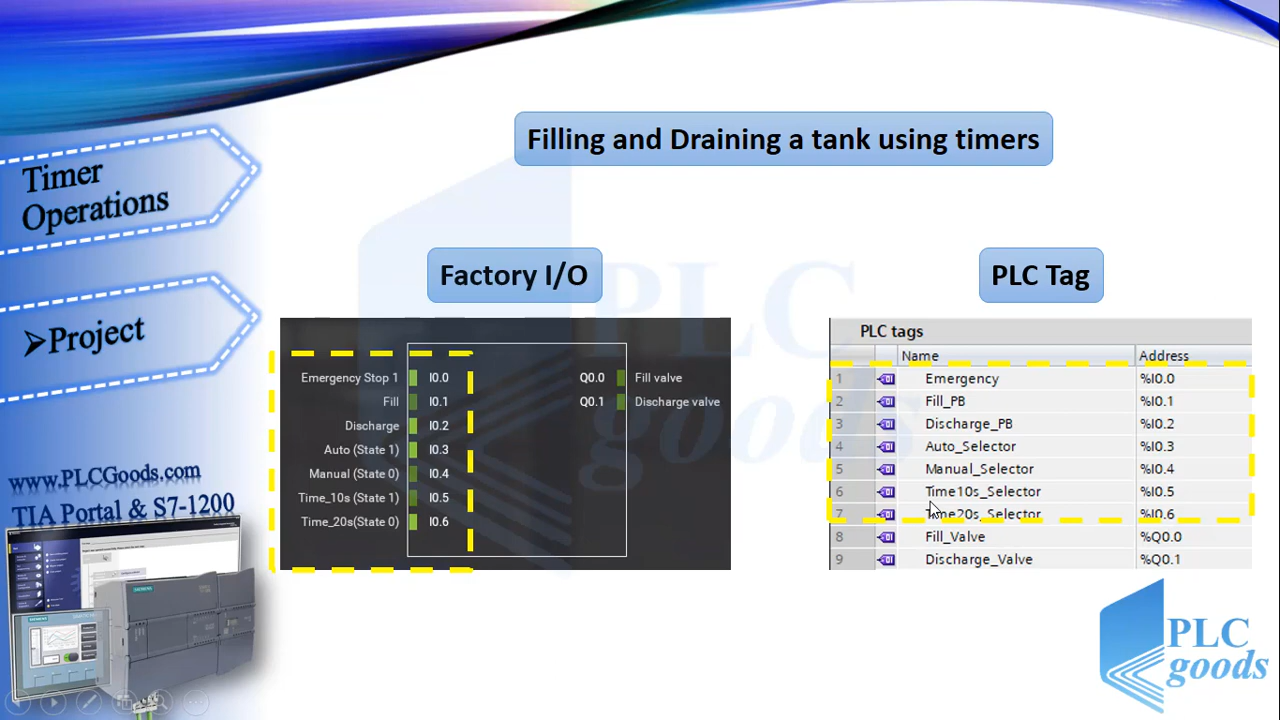 Filling and Draining a tank using timers
Timer
Operations
➢Project
www.PLCGoods.com
TIA Portal & S7-1200
Factory I/O
Emergency Stop 1 I0.0
Fill I0.1
Discharge I0.2
Auto (State 1) I0.3
Manual (State 0) I0.4
Time_10s (State 1) I0.5
Time_20s(State 0) I0.6
Q0.0 Fill valve
Q0.1 Discharge valve
PLC Tag
PLC tags
Name Address
1 Emergency %I0.0
2 Fill_PB %I0.1
3 Discharge_PB %I0.2
4 Auto_Selector %I0.3
5 Manual_Selector %I0.4
6 Time10s_Selector %I0.5
7 Time20s_Selector %I0.6
8 Fill_Valve %Q0.0
9 Discharge_Valve %Q0.1
PLC
goods
PLC
goods
SIEMENS